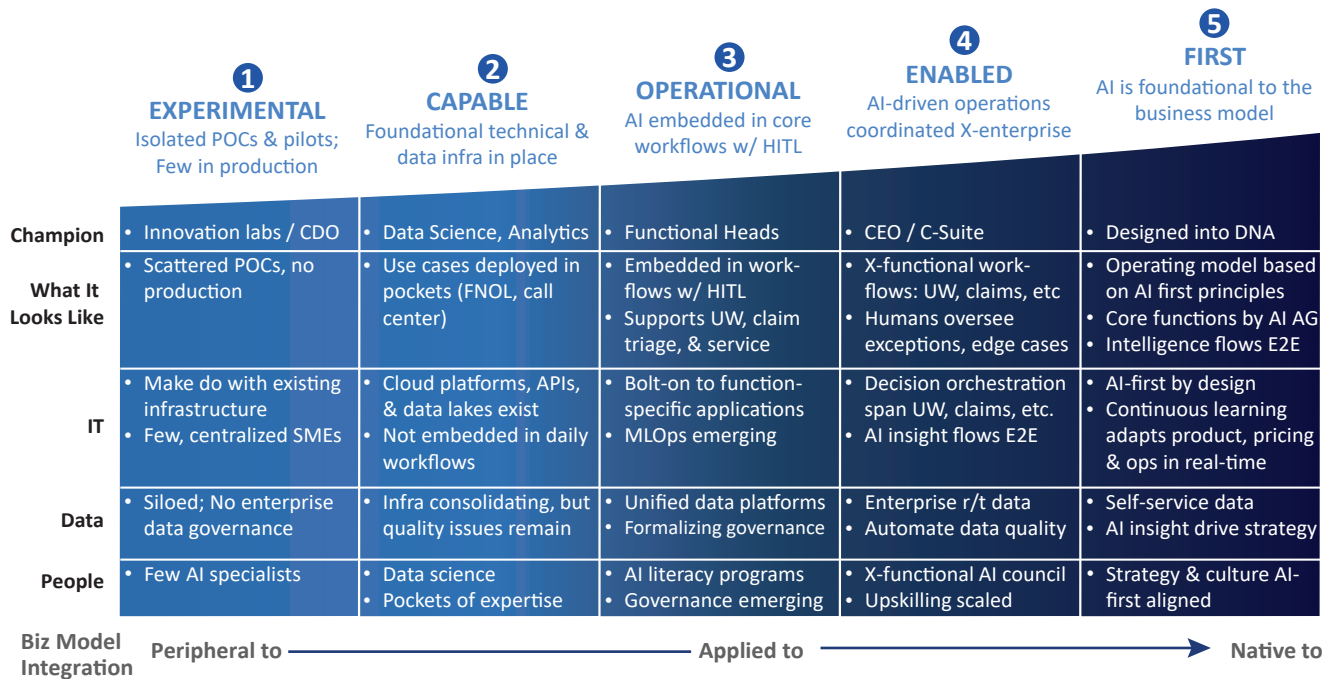 1
EXPERIMENTAL
Isolated POCs & pilots;
Few in production
2
CAPABLE
Foundational technical &
data infra in place
3
OPERATIONAL
AI embedded in core
workflows w/ HITL
4
ENABLED
AI-driven operations
coordinated X-enterprise
5
FIRST
AI is foundational to the
business model
Champion
• Innovation labs / CDO
• Data Science, Analytics
• Functional Heads
• CEO / C-Suite
• Designed into DNA
What It
Looks Like
• Scattered POCs, no
production
• Use cases deployed in
pockets (FNOL, call
center)
• Embedded in work-
flows w/ HITL
• Supports UW, claim
triage, & service
• X-functional work-
flows: UW, claims, etc
• Humans oversee
exceptions, edge cases
• Operating model based
on AI first principles
• Core functions by AI AG
• Intelligence flows E2E
IT
• Make do with existing
infrastructure
• Few, centralized SMEs
• Cloud platforms, APIs,
& data lakes exist
• Not embedded in daily
workflows
• Bolt-on to function-
specific applications
• MLOps emerging
• Decision orchestration
span UW, claims, etc.
• AI insight flows E2E
• AI-first by design
• Continuous learning
adapts product, pricing
& ops in real-time
Data
• Siloed; No enterprise
data governance
• Infra consolidating, but
quality issues remain
• Unified data platforms
• Formalizing governance
• Enterprise r/t data
• Automate data quality
• Self-service data
• AI insight drive strategy
People
• Few AI specialists
• Data science
• Pockets of expertise
• AI literacy programs
• Governance emerging
• X-functional AI council
• Upskilling scaled
• Strategy & culture AI-
first aligned
Biz Model
Integration
Peripheral to
Applied to
Native to